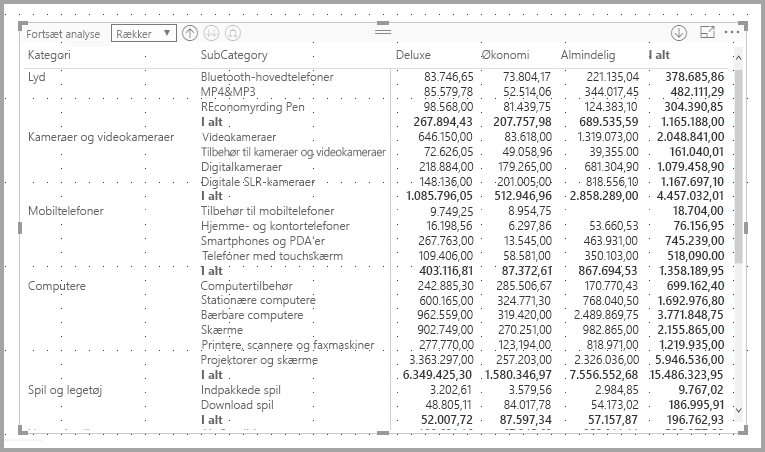 Fortsæt analyse Rækker
Kategori SubCategory Deluxe Økonomi Almindelig I alt
Lyd Bluetooth-hovedtelefoner 83.746,65 73.804,17 221.135,04 378.685,86
MP4&MP3 85.579,78 52.514,06 344.017,45 482.111,29
REconomyrding Pen 98.568,00 81.439,75 124.383,10 304.390,85
I alt 267.894,43 207.757,98 689.535,59 1.165.188,00
Kameraer og videokameraer Videokameraer 646.150,00 83.618,00 1.319.073,00 2.048.841,00
Tilbehør til kameraer og videokameraer 72.626,05 49.058,96 39,355.00 161.040,01
Digitalkameraer 218.884,00 179.265,00 681.304,90 1.079.458,90
Digitale SLR-kameraer 148.136,00 201.005,00 818.556,10 1.167.697,10
I alt 1.085.796,05 512.946,96 2.858.289,00 4.457.032,01
Mobiltelefoner Tilbehør til mobiltelefoner 9.749,25 8.954,75 18.704,00
Hjemme- og kontortelefoner 16.198,56 6.297,86 53.660,53 76.156,95
Smartphones og PDA'er 267.763,00 13.545,00 463.931,00 745.239,00
Telefoner med touchskærm 109.406,00 58.581,00 350.103,00 518,090.00
I alt 403.116,81 87.372,61 867.694,53 1.358.189,95
Computere Computertilbehør 242.885,30 285.506,67 170.770,43 699.162,40
Stationære computere 600.165,00 324.771,30 768.040,50 1.692,976,80
Bærbare computere 962.559,00 319.420,00 2.489.869,75 3.771.848,75
Skærme 902.749,00 270.251,00 982.865,00 2.155.865,00
Printere, scannere og faxmaskiner 277.770,00 123,194.00 818.971,00 1.219.935,00
Projektorer og skærme 3.363.297,00 257.203,00 2.326.036,00 5.946.536,00
I alt 6.349.425,30 1.580.346,97 7.556,552,68 15.486.323,95
Spil og legetøj Indpakkede spil 3.202,61 3.579,56 2.984,85 9.767,02
Download spil 48.805,11 84.017,78 54.173,02 186.995,91
I alt 52.007,72 87.597,34 57.157,87 196.762,93